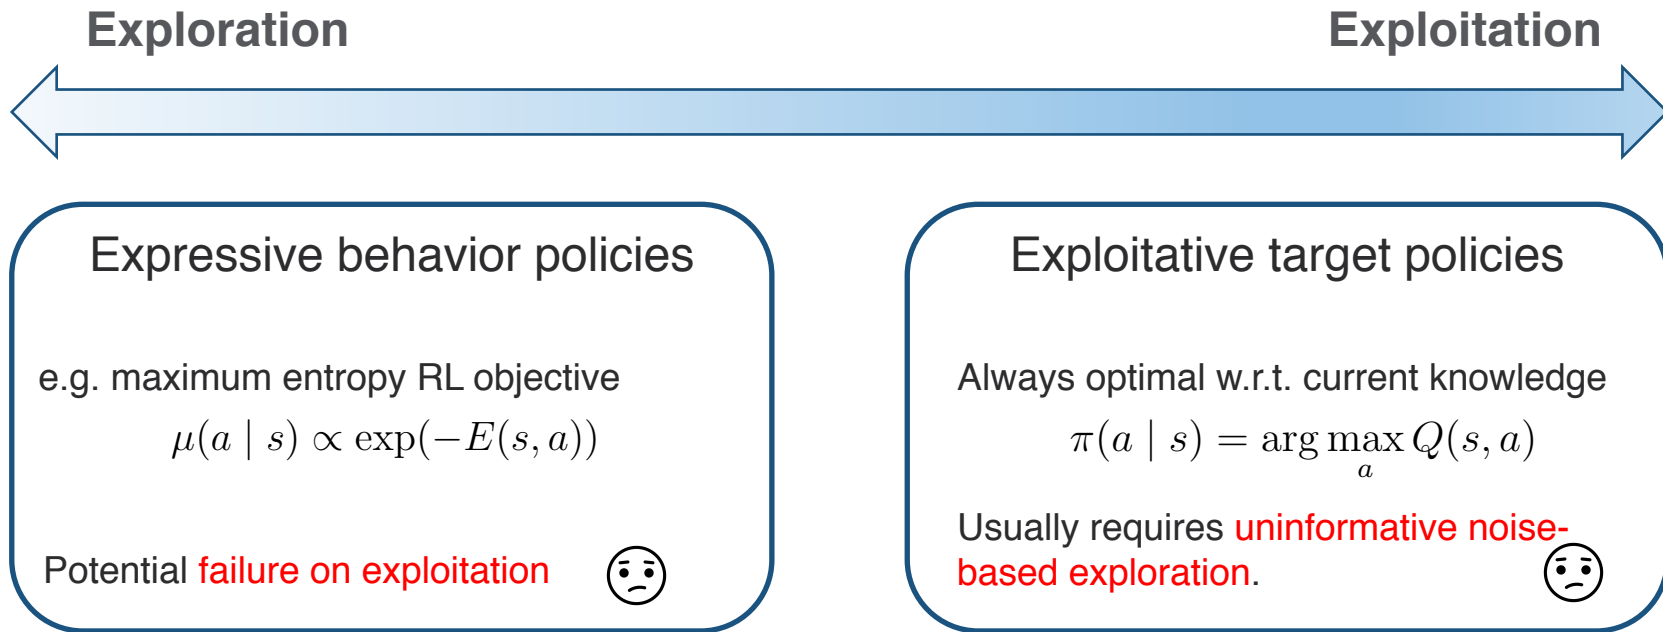 Exploration
Exploitation
Expressive behavior policies
e.g. maximum entropy RL objective
μ(a | s) ∝ exp(−E(s, a))
Potential failure on exploitation
Exploitative target policies
Always optimal w.r.t. current knowledge
π(a | s) = arg max Q(s, a)
a
Usually requires uninformative noise-
based exploration.